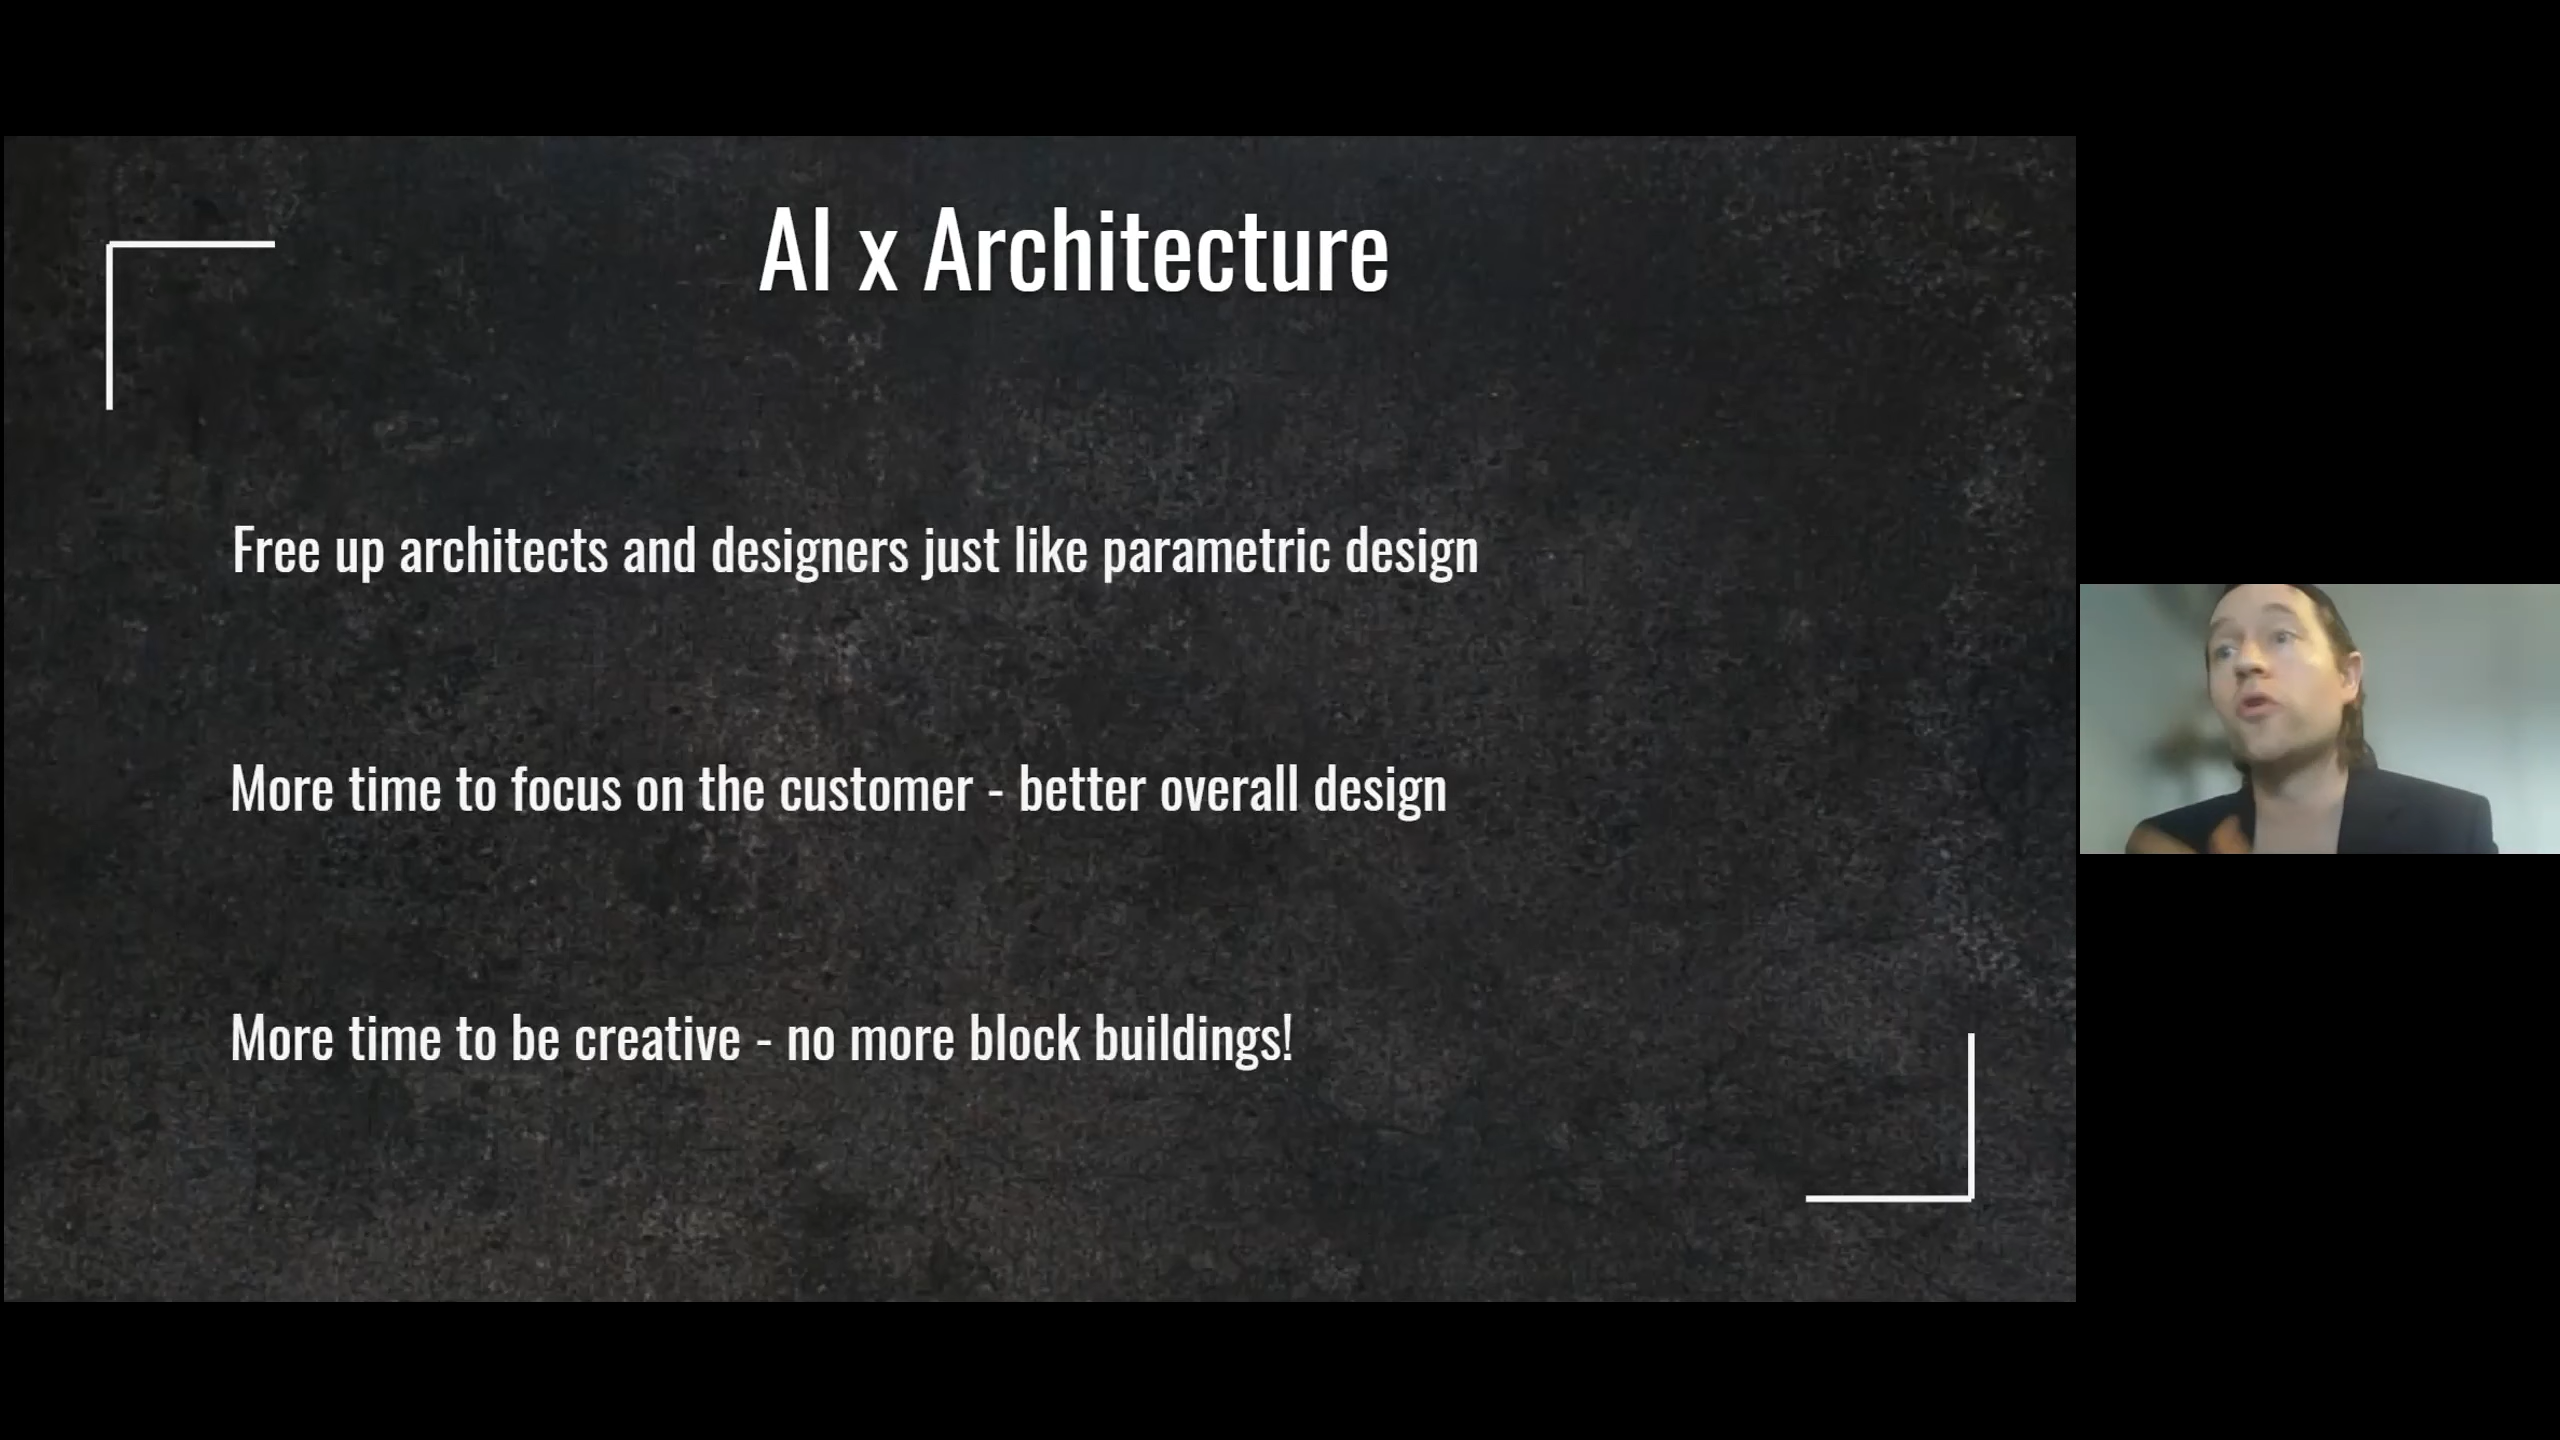 AI x Architecture
Free up architects and designers just like parametric design
More time to focus on the customer - better overall design
More time to be creative - no more block buildings!